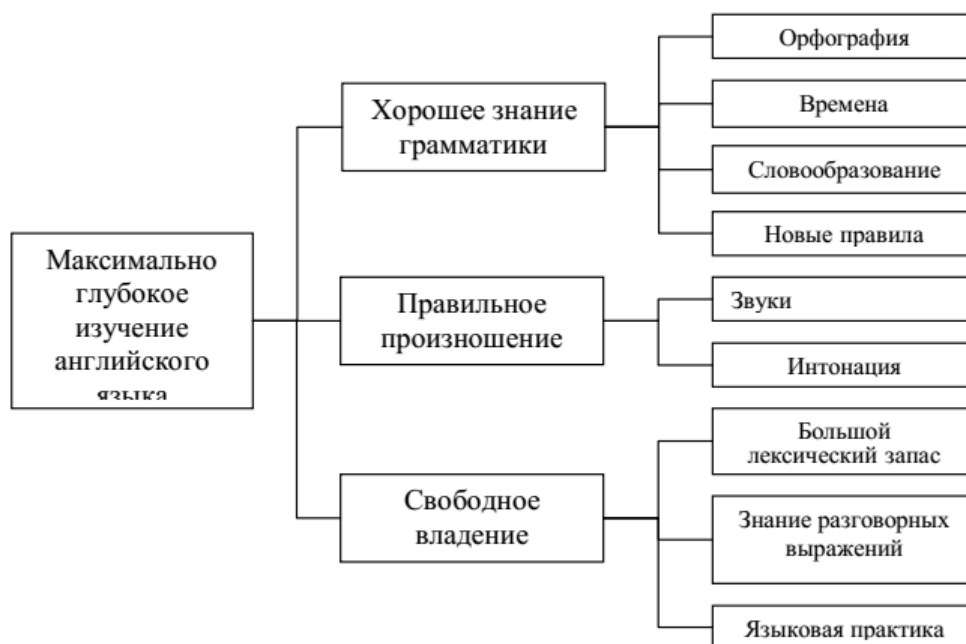 Максимально
глубокое
изучение
английского
языка
Хорошее знание
грамматики
Орфография
Времена
Словообразование
Новые правила
Правильное
произношение
Звуки
Интонация
Свободное
владение
Большой
лексический запас
Знание разговорных
выражений
Языковая практика